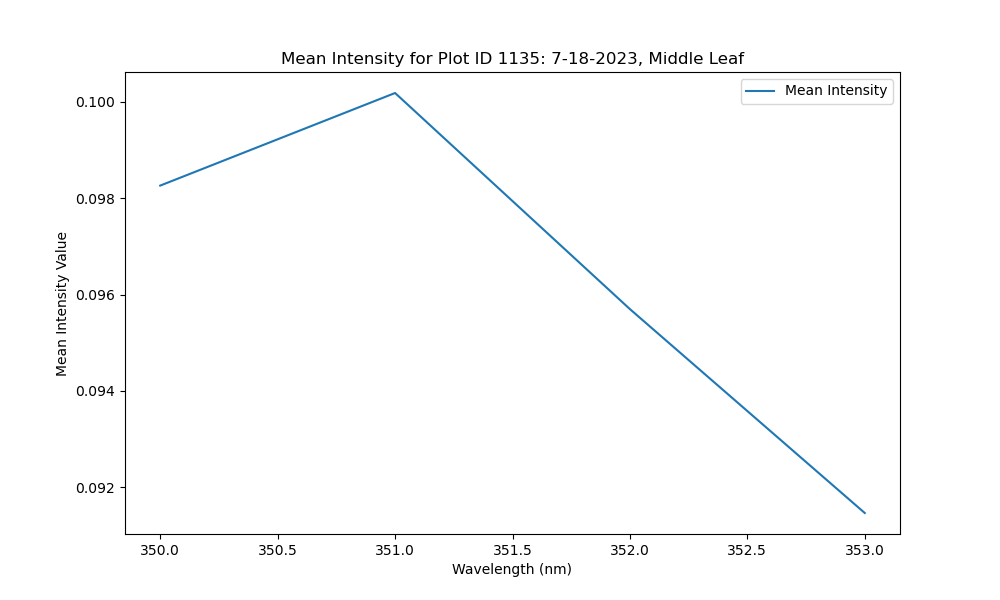 Mean Intensity for Plot ID 1135: 7-18-2023, Middle Leaf
Mean Intensity
Mean Intensity Value
0.100
0.098
0.096
0.094
0.092
350.0 350.5 351.0 351.5 352.0 352.5 353.0
Wavelength (nm)